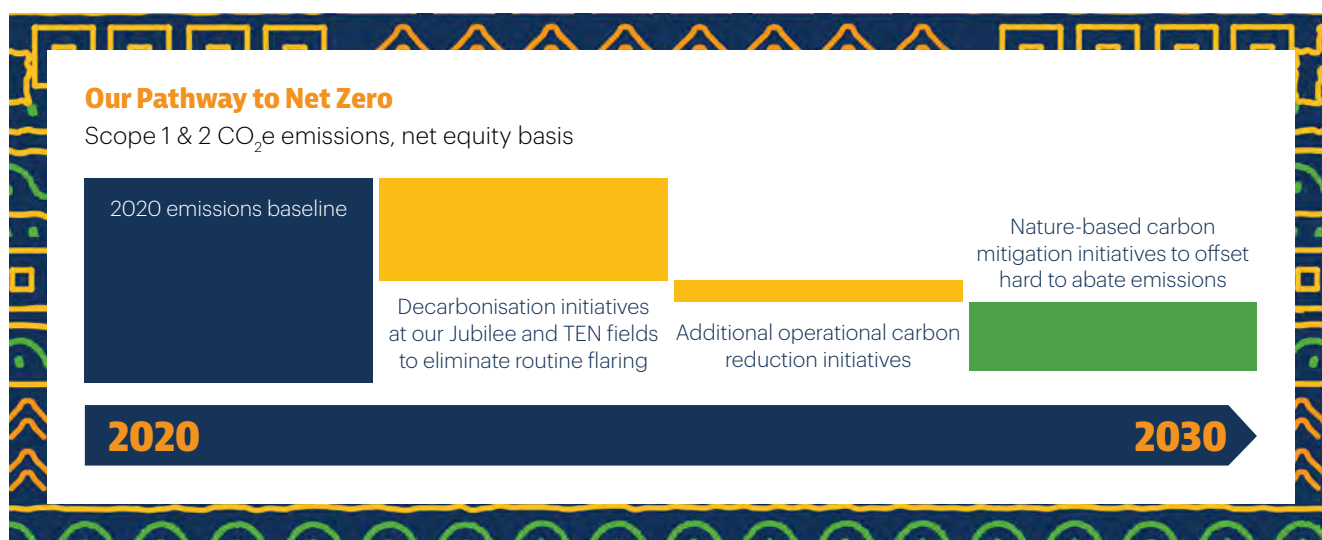 Our Pathway to Net Zero
Scope 1 & 2 CO₂e emissions, net equity basis
2020 emissions baseline
Decarbonisation initiatives
at our Jubilee and TEN fields
to eliminate routine flaring
Additional operational carbon
reduction initiatives
Nature-based carbon
mitigation initiatives to offset
hard to abate emissions
2020
2030